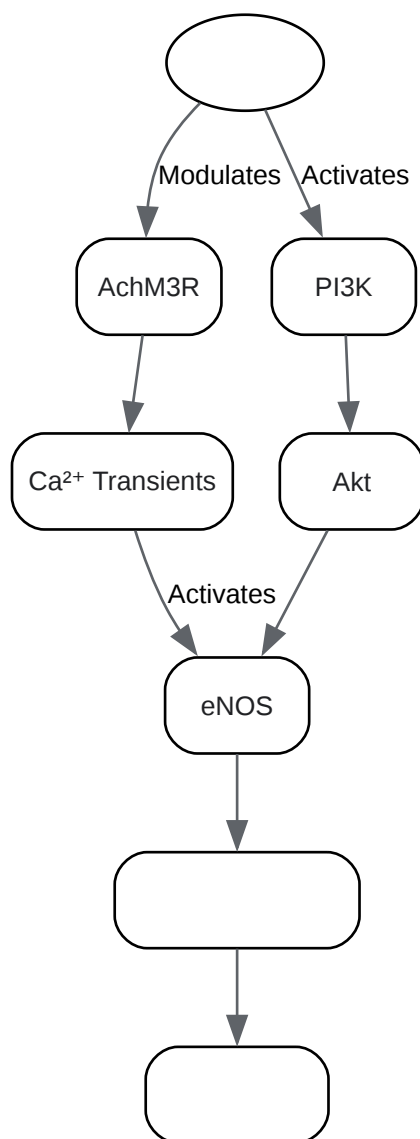 Modulates
Activates
AchM3R
PI3K
Ca²⁺ Transients
Akt
Activates
eNOS